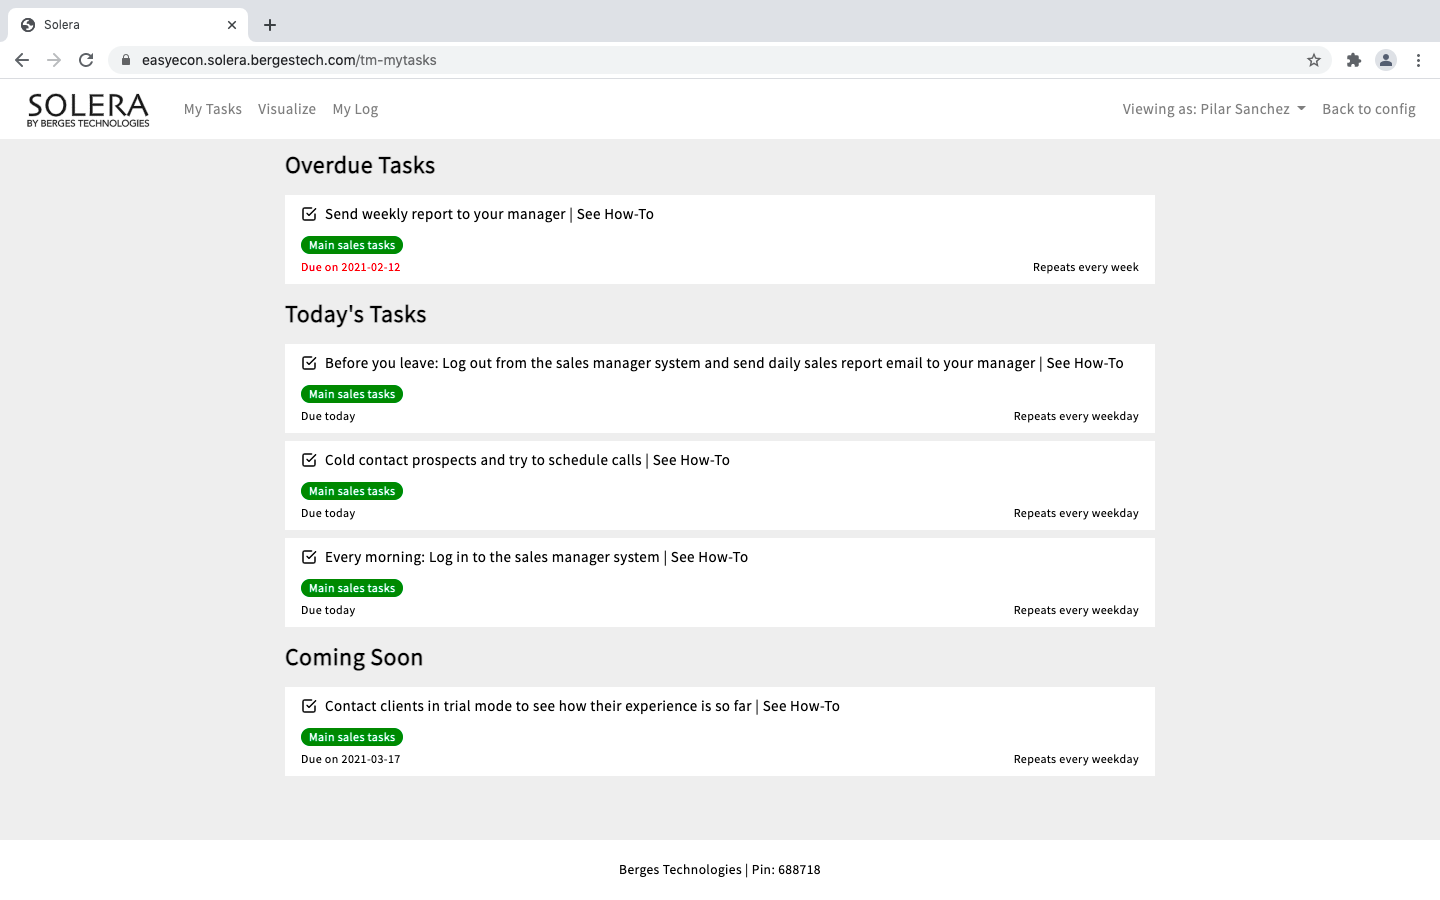 Solera
easyecon.solera.bergestech.com/tm-mytasks
SOLERA
BY BERGES TECHNOLOGIES
My Tasks Visualize My Log
Viewing as: Pilar Sanchez Back to config
Overdue Tasks
Send weekly report to your manager | See How-To
Main sales tasks
Due on 2021-02-12 Repeats every week
Today's Tasks
Before you leave: Log out from the sales manager system and send daily sales report email to your manager | See How-To
Main sales tasks
Due today Repeats every weekday
Cold contact prospects and try to schedule calls | See How-To
Main sales tasks
Due today Repeats every weekday
Every morning: Log in to the sales manager system | See How-To
Main sales tasks
Due today Repeats every weekday
Coming Soon
Contact clients in trial mode to see how their experience is so far | See How-To
Main sales tasks
Due on 2021-03-17 Repeats every weekday
Berges Technologies | Pin: 688718